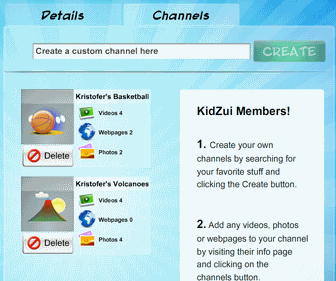 Details
Channels
Create a custom channel here
CREATE
Kristofer's Basketball
Videos 4
Webpages 2
Photos 2
Delete
Kristofer's Volcanoes
Videos 4
Webpages 0
Photos 4
Delete
KidZui Members!
1. Create your own
channels by searching for
your favorite stuff and
clicking the Create button.
2. Add any videos, photos
or webpages to your channel
by visiting their info page
and clicking on the
channels button.